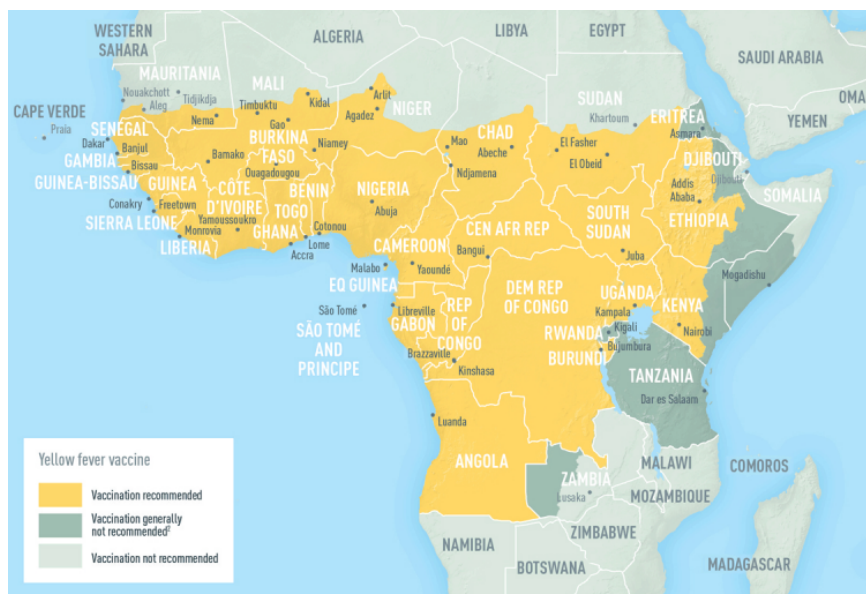 WESTERN
SAHARA
ALGERIA
LIBYA
EGYPT
SAUDI ARABIA
OMA
YEMEN
MAURITANIA
Nouakchott
Aleg
Tidjikdja
MALI
Timbuktu
Kidal
Arlit
Agadez
NIGER
SUDAN
Khartoum
ERITREA
Asmara
CAPE VERDE
Praia
Nema
Gao
SENEGAL
Dakar
Banjul
GAMBIA
Bissau
GUINEA-BISSAU
Bamako
BURKINA
FASO
Niamey
Ouagadougou
CHAD
Mao
Abeche
Ndjamena
El Fasher
El Obeid
DJIBOUTI
Djibouti
SOMALIA
GUINEA
Conakry
Freetown
SIERRA LEONE
Monrovia
LIBERIA
CÔTE
D'IVOIRE
Yamoussoukro
BENIN
TOGO
GHANA
Cotonou
Lome
Accra
NIGERIA
Abuja
CAMEROON
Yaoundé
CEN AFR REP
Bangui
SOUTH
SUDAN
Juba
Addis
Ababa
ETHIOPIA
Mogadishu
Malabo
EQ GUINEA
São Tomé
SÃO TOMÉ
AND
PRINCIPE
Libreville
GABON
REP
OF
CONGO
Brazzaville
Kinshasa
DEM REP
OF CONGO
UGANDA
Kampala
KENYA
Nairobi
RWANDA
Kigali
BURUNDI
Bujumbura
TANZANIA
Dar es Salaam
Luanda
ANGOLA
ZAMBIA
Lusaka
MALAWI
COMOROS
MOZAMBIQUE
ZIMBABWE
NAMIBIA
BOTSWANA
MADAGASCAR
Yellow fever vaccine
Vaccination recommended
Vaccination generally
not recommended²
Vaccination not recommended